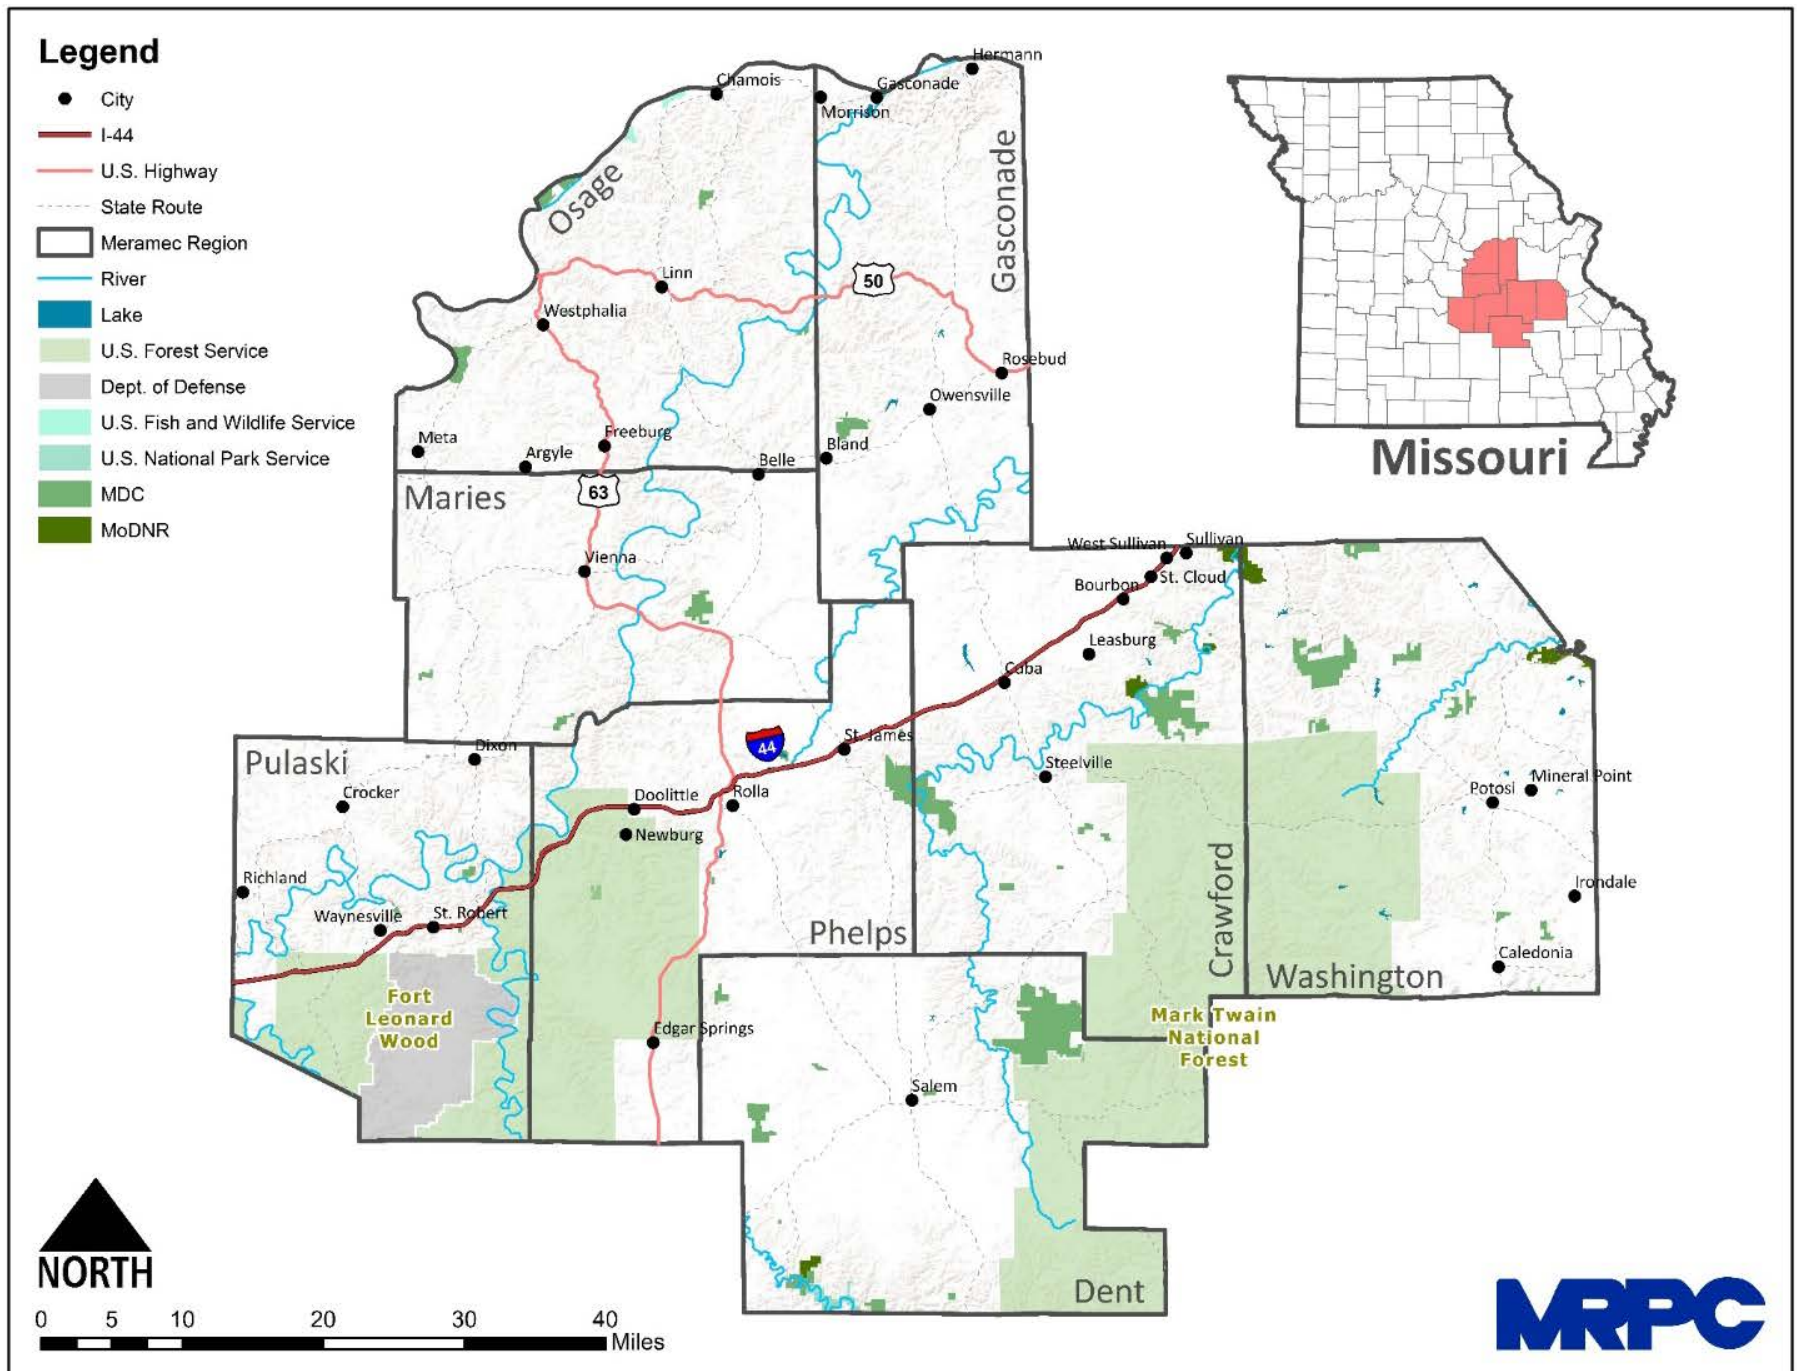 Legend
City
I-44
U.S. Highway
State Route
Meramec Region
River
Lake
U.S. Forest Service
Dept. of Defense
U.S. Fish and Wildlife Service
U.S. National Park Service
MDC
MoDNR
Hermann
Chamois
Gasconade
Morrison
Osage
Gasconade
Linn
50
Westphalia
Rosebud
Owensville
Meta
Argyle
Freeburg
Bland
Belle
Maries
63
Vienna
Missouri
West Sullivan
Sullivan
St. Cloud
Bourbon
Leasburg
Cuba
44
St. James
Pulaski
Dixon
Crocker
Doolittle
Rolla
Newburg
Steelville
Potosi
Mineral Point
Richland
Waynesville
St. Robert
Phelps
Crawford
Irondale
Caledonia
Washington
Fort
Leonard
Wood
Edgar Springs
Mark Twain
National
Forest
Salem
Dent
NORTH
0 5 10 20 30 40
Miles
MRPC